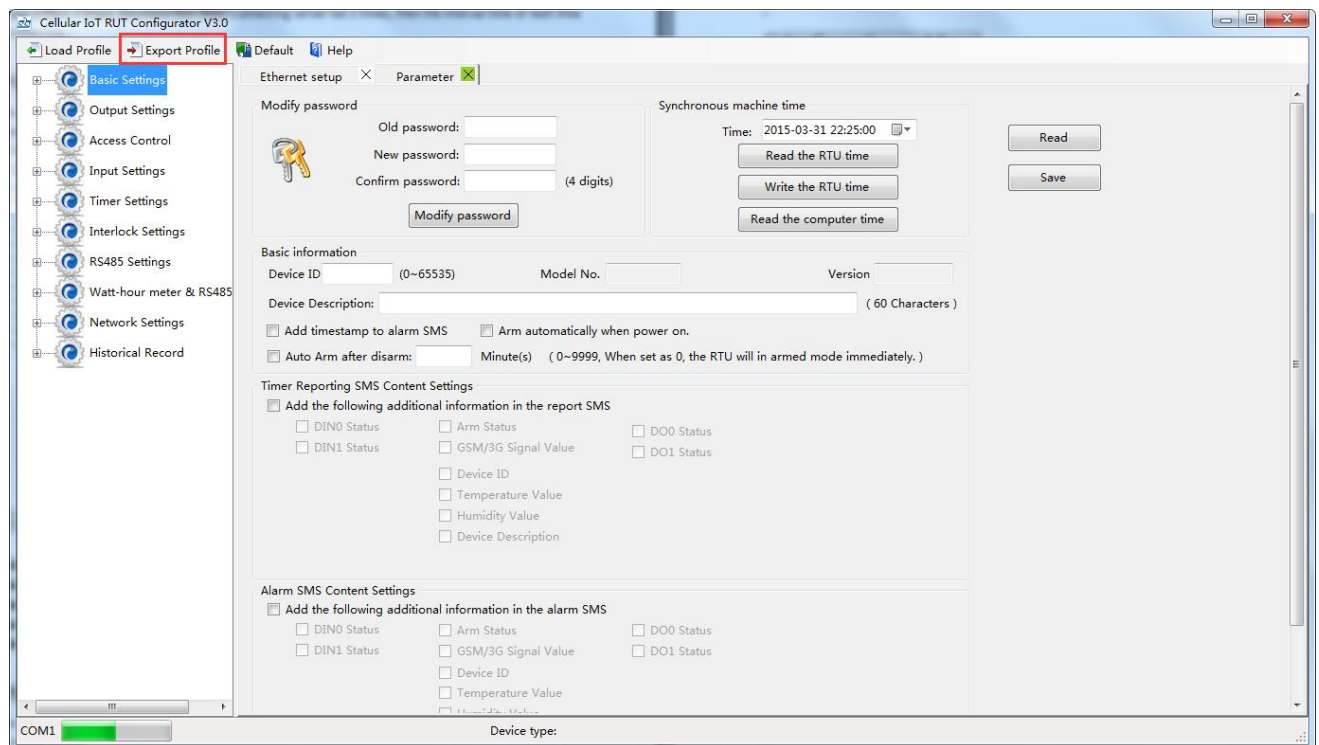 Cellular IoT RUT Configurator V3.0
Load Profile Export Profile Default Help
Basic Settings
Output Settings
Access Control
Input Settings
Timer Settings
Interlock Settings
RS485 Settings
Watt-hour meter & RS485
Network Settings
Historical Record
Ethernet setup Parameter
Modify password
Old password:
New password:
Confirm password: (4 digits)
Modify password
Synchronous machine time
Time: 2015-03-31 22:25:00
Read the RTU time
Write the RTU time
Read the computer time
Read
Save
Basic information
Device ID (0~65535) Model No. Version
Device Description: ( 60 Characters )
Add timestamp to alarm SMS Arm automatically when power on.
Auto Arm after disarm: Minute(s) ( 0~9999, When set as 0, the RTU will in armed mode immediately. )
Timer Reporting SMS Content Settings
Add the following additional information in the report SMS
DIN0 Status Arm Status DO0 Status
DIN1 Status GSM/3G Signal Value DO1 Status
Device ID
Temperature Value
Humidity Value
Device Description
Alarm SMS Content Settings
Add the following additional information in the alarm SMS
DIN0 Status Arm Status DO0 Status
DIN1 Status GSM/3G Signal Value DO1 Status
Device ID
Temperature Value
Humidity Value
COM1 Device type: